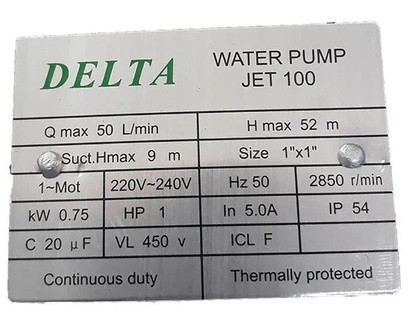 DELTA WATER PUMP
JET 100
Q max 50 L/min H max 52 m
Suct.Hmax 9 m Size 1"x1"
1~Mot 220V~240V Hz 50 2850 r/min
kW 0.75 HP 1 In 5.0A IP 54
C 20 µF VL 450 v ICL F
Continuous duty Thermally protected